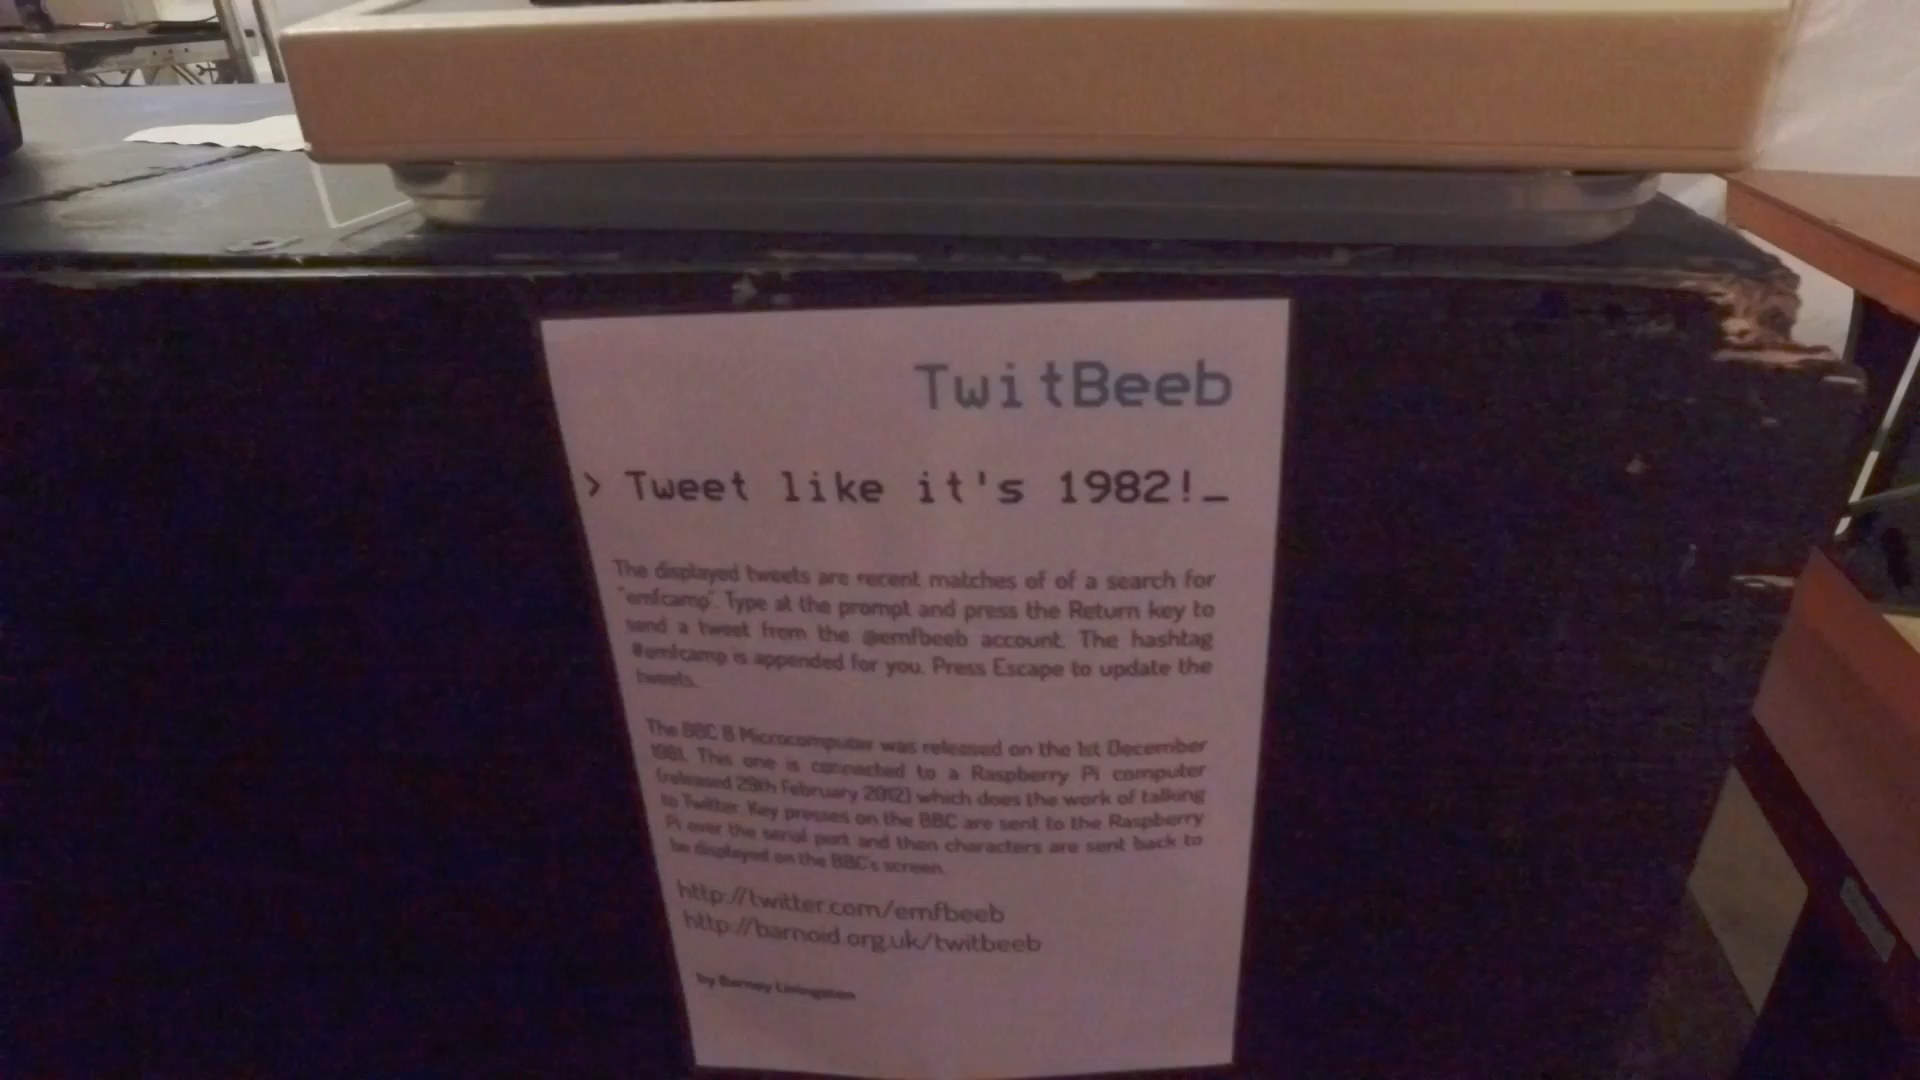 TwitBeeb
> Tweet like it's 1982!_
The displayed tweets are recent matches of of a search for
"emfcamp". Type at the prompt and press the Return key to
send a tweet from the @emfbeeb account. The hashtag
#emfcamp is appended for you. Press Escape to update the
tweets.
The BBC B Microcomputer was released on the 1st December
1981. This one is connected to a Raspberry Pi computer
(released 29th February 2012) which does the work of talking
to Twitter. Key presses on the BBC are sent to the Raspberry
Pi over the serial port and then characters are sent back to
be displayed on the BBC's screen.
http://twitter.com/emfbeeb
http://barnoid.org.uk/twitbeeb
by Barney Livingston